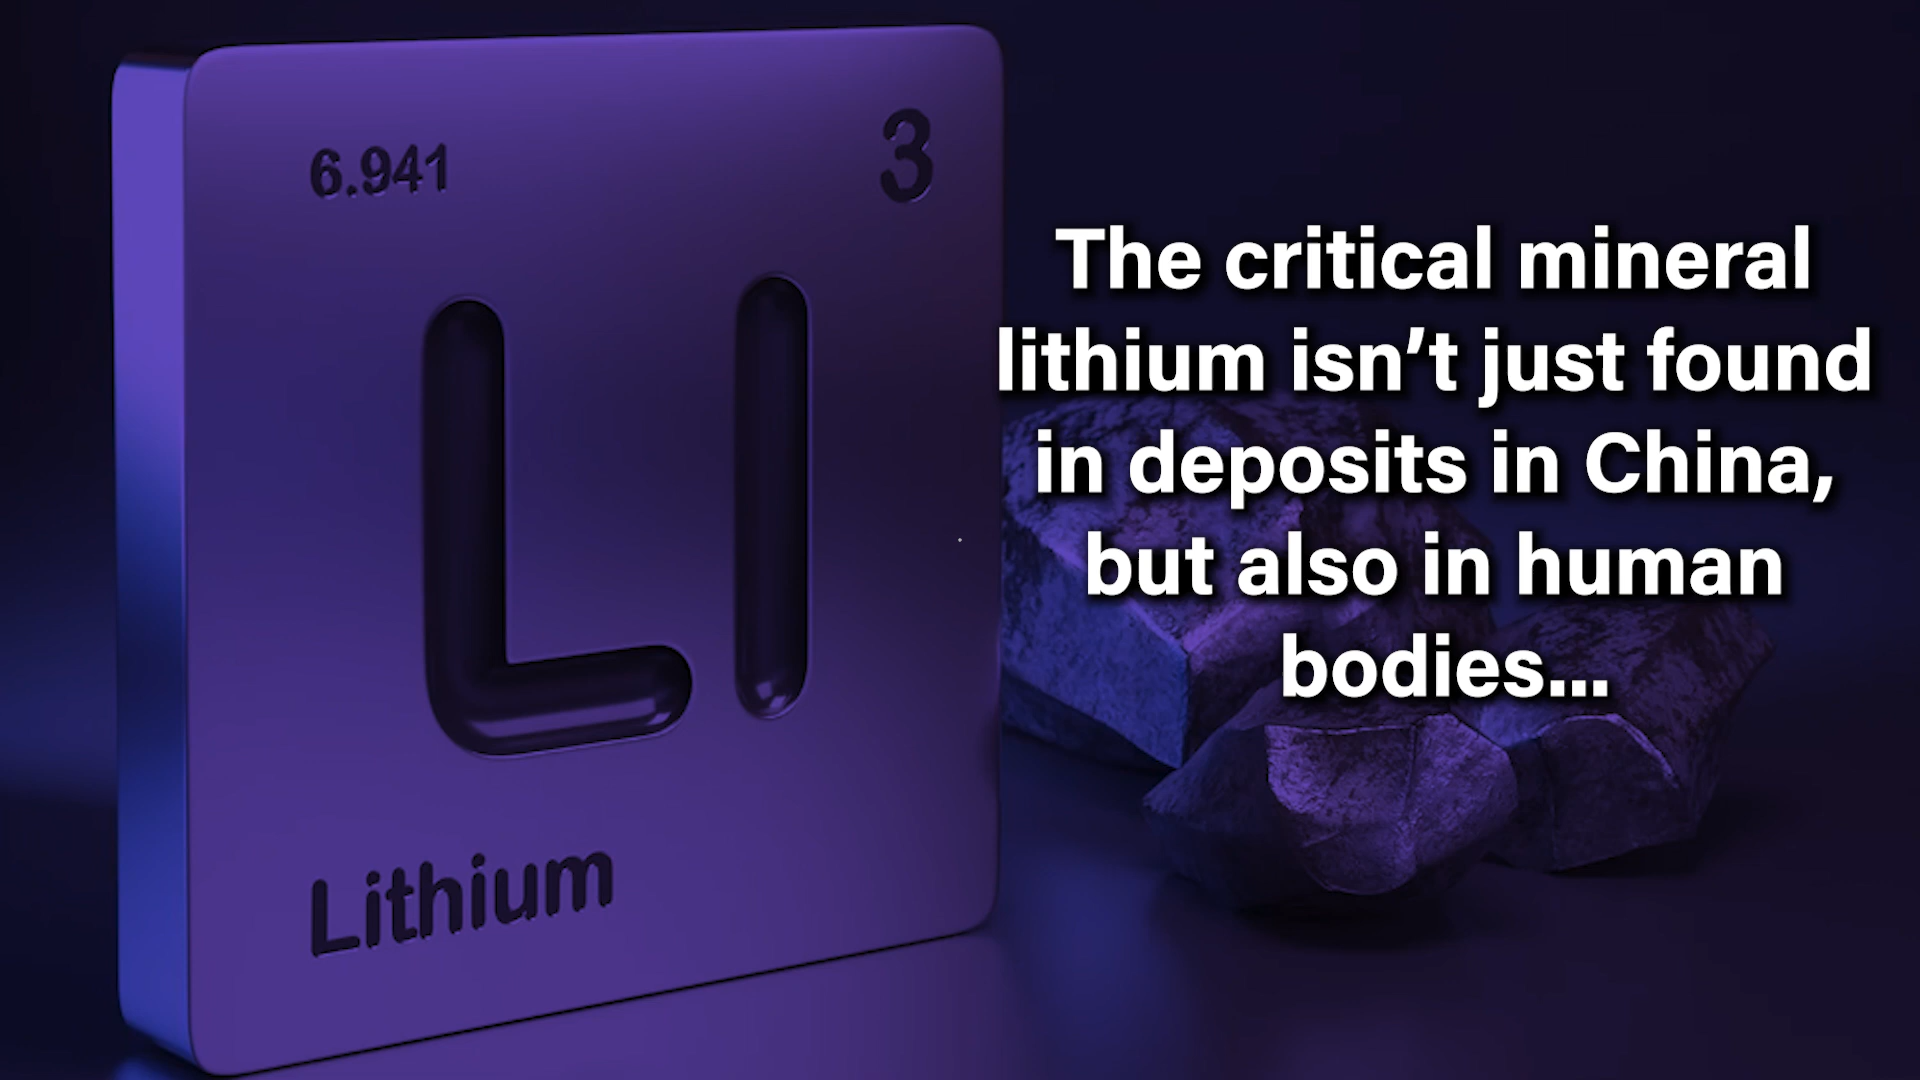 6.941
3
LI
Lithium
The critical mineral
lithium isn’t just found
in deposits in China,
but also in human
bodies...